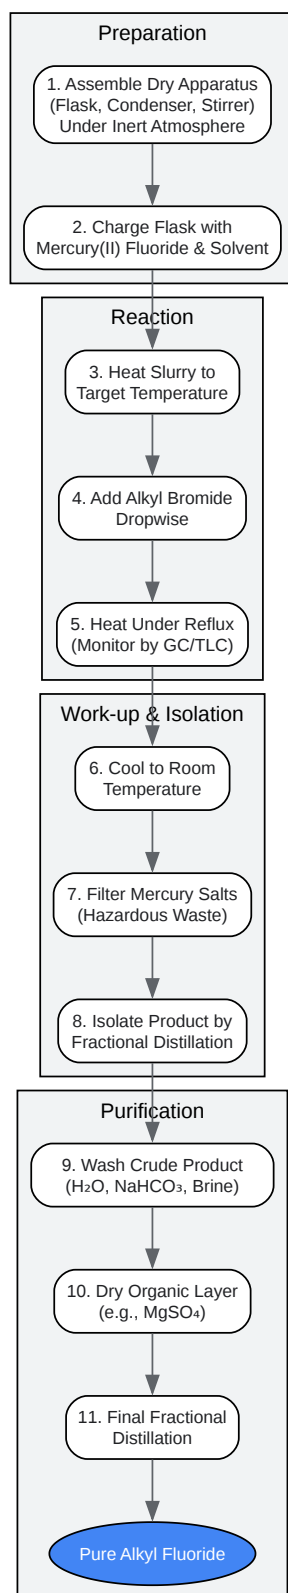 Preparation
1. Assemble Dry Apparatus
(Flask, Condenser, Stirrer)
Under Inert Atmosphere
2. Charge Flask with
Mercury(II) Fluoride & Solvent
Reaction
3. Heat Slurry to
Target Temperature
4. Add Alkyl Bromide
Dropwise
5. Heat Under Reflux
(Monitor by GC/TLC)
Work-up & Isolation
6. Cool to Room
Temperature
7. Filter Mercury Salts
(Hazardous Waste)
8. Isolate Product by
Fractional Distillation
Purification
9. Wash Crude Product
(H₂O, NaHCO₃, Brine)
10. Dry Organic Layer
(e.g., MgSO₄)
11. Final Fractional
Distillation
Pure Alkyl Fluoride